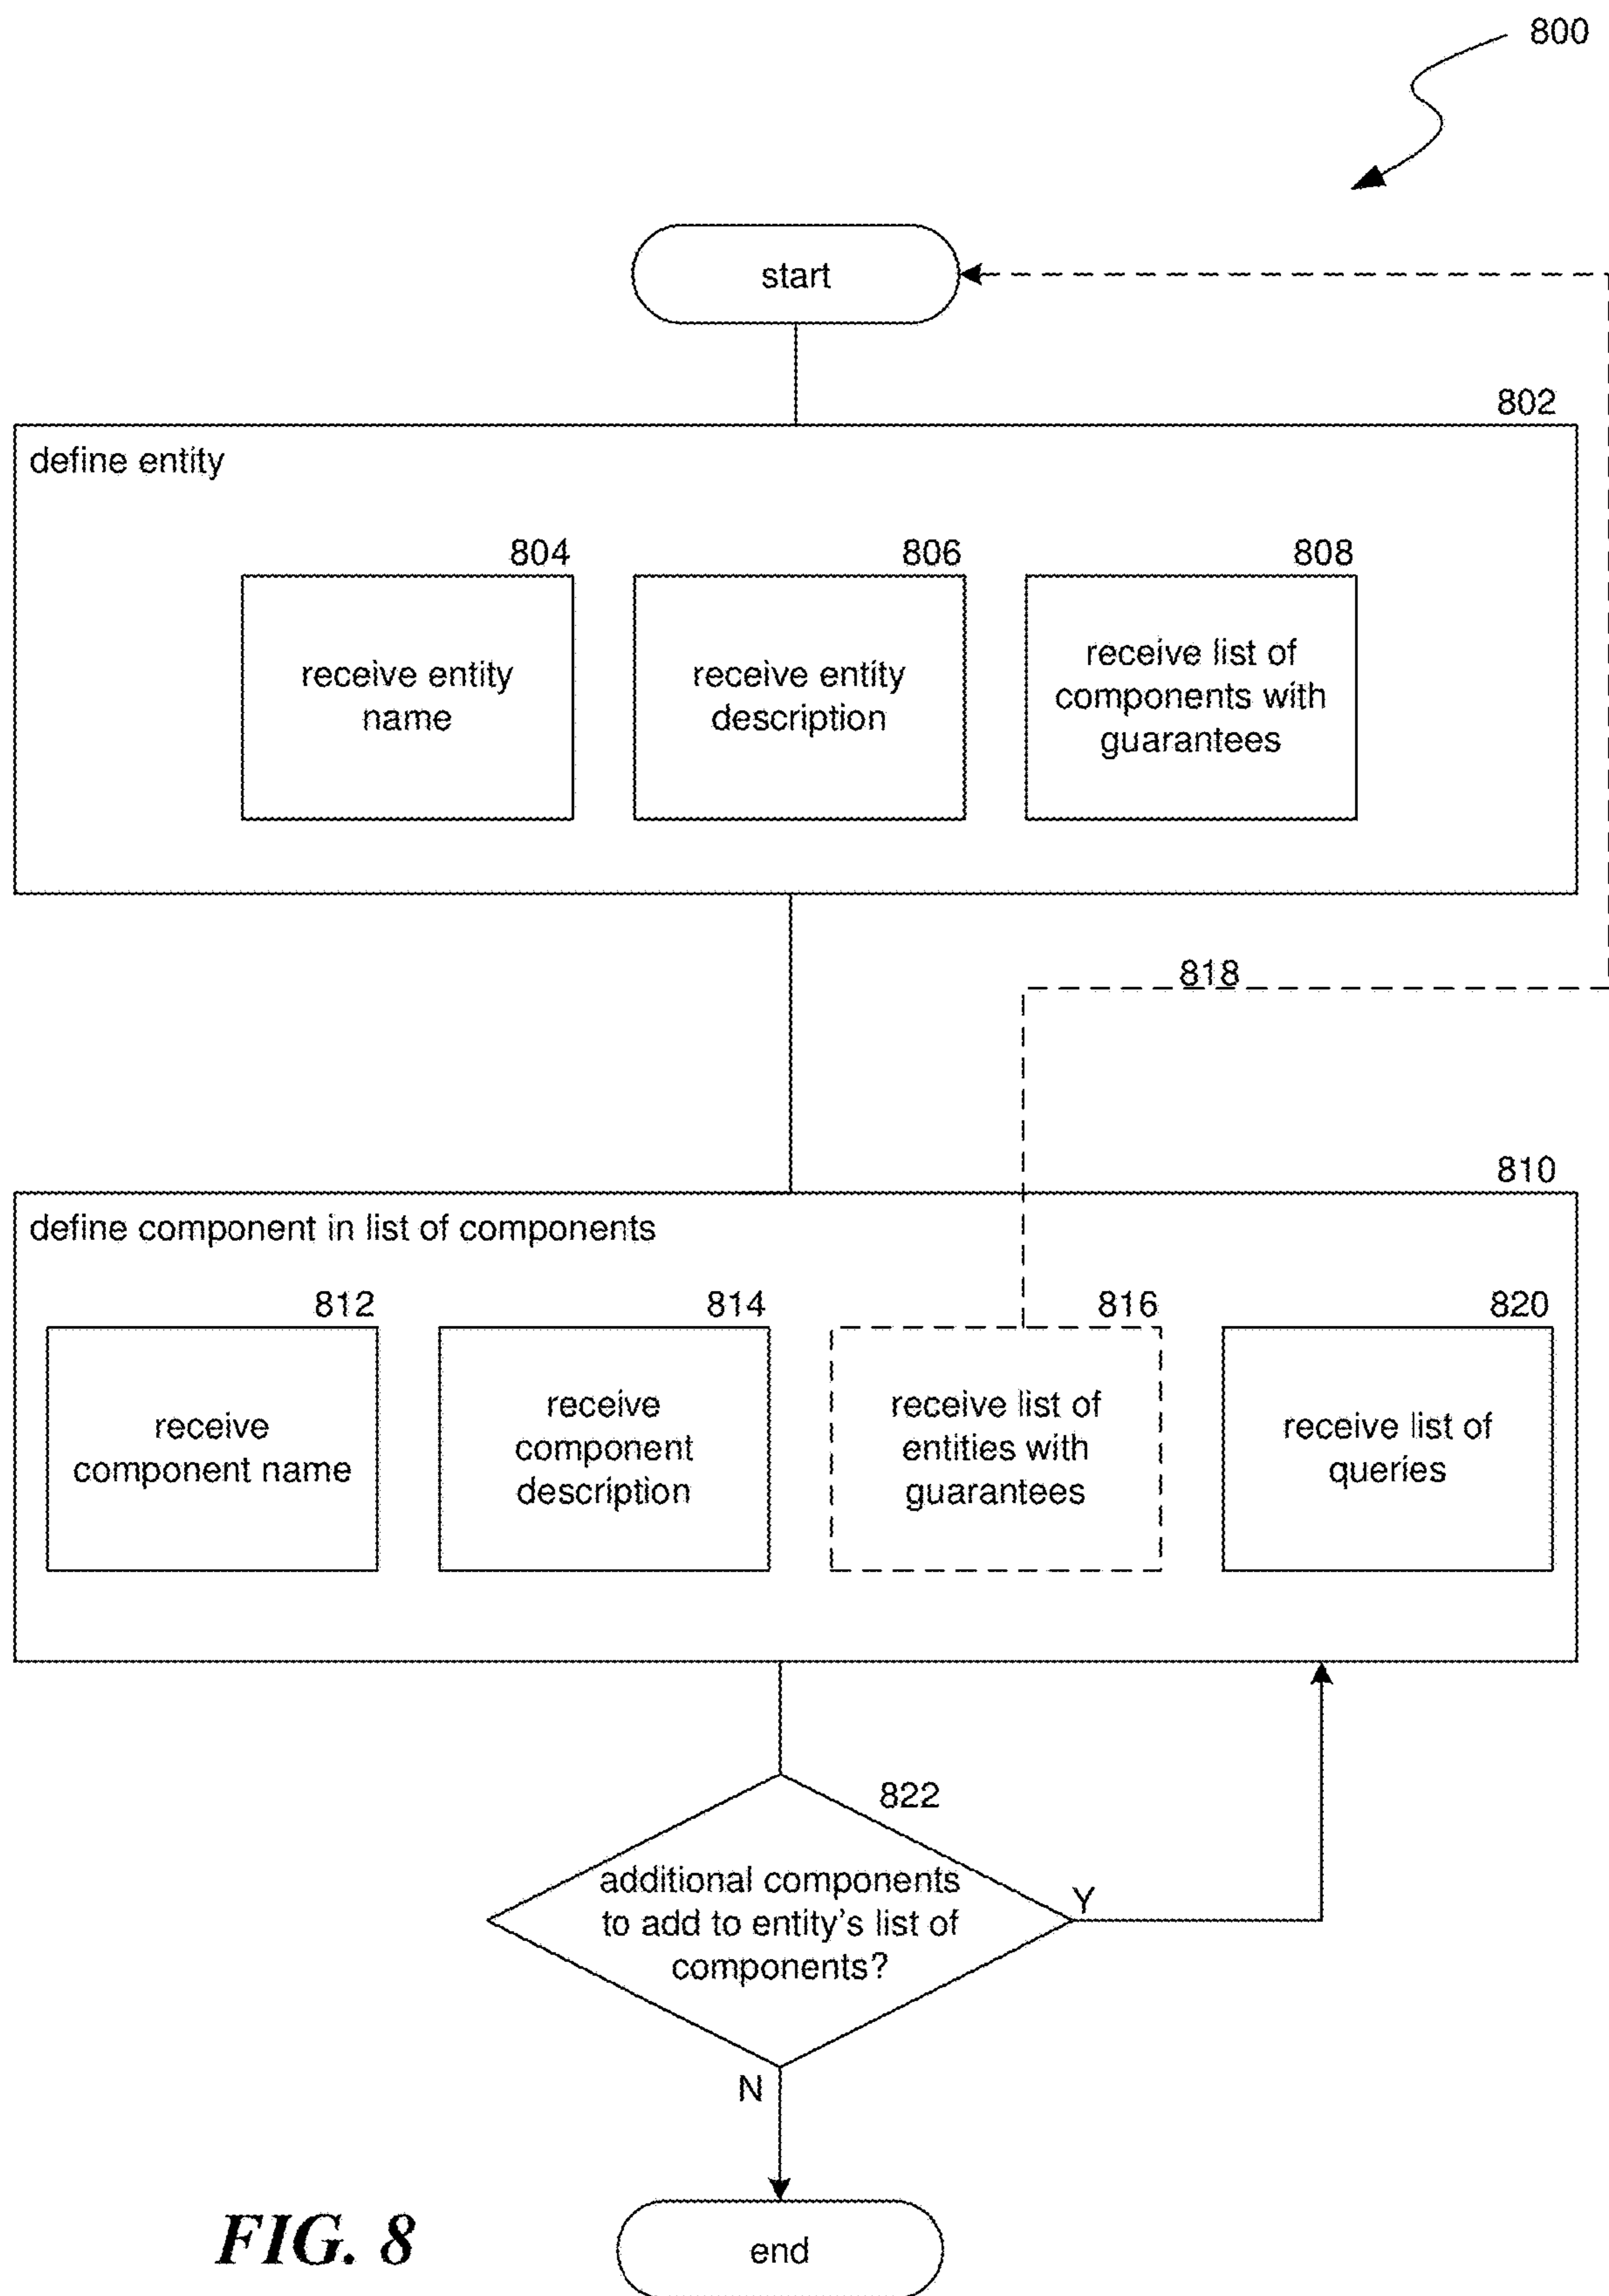 800
start
802
define entity
804
806
808
receive entity
name
receive entity
description
receive list of
components with
guarantees
818
810
define component in list of components
812
814
816
820
receive
component name
receive
component
description
receive list of
entities with
guarantees
receive list of
queries
822
additional components
to add to entity's list of
components?
Y
N
end
FIG. 8